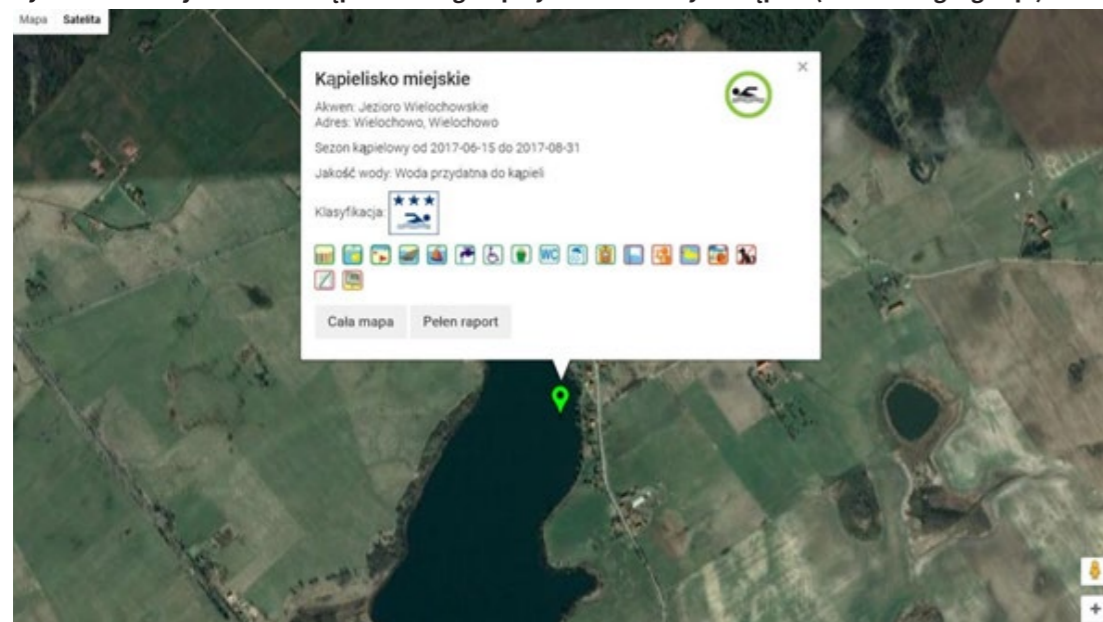 Mapa Satelita
Kąpielisko miejskie
Akwen: Jezioro Wielochowskie
Adres: Wielochowo, Wielochowo
Sezon kąpielowy od 2017-06-15 do 2017-08-31
Jakość wody: Woda przydatna do kąpieli
Klasyfikacja:
WC
Cała mapa Pełen raport